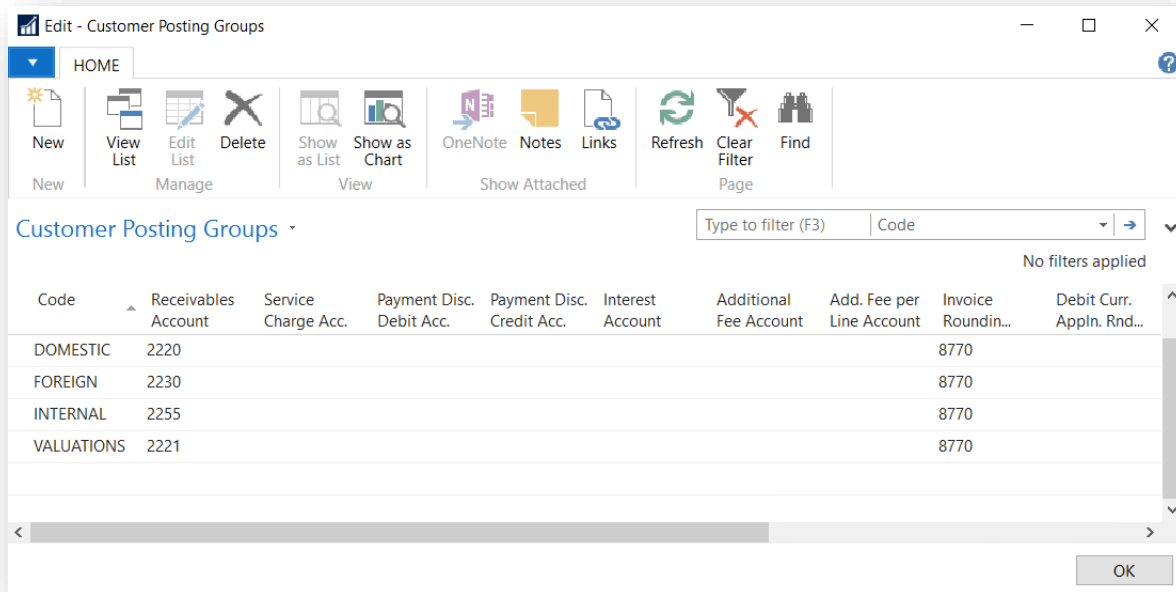 Edit - Customer Posting Groups
HOME
New
View List
Edit List
Delete
Show as List
Show as Chart
OneNote
Notes
Links
Refresh
Clear Filter
Find
New
Manage
View
Show Attached
Page
Customer Posting Groups
Type to filter (F3) Code
No filters applied
Code Receivables Account Service Charge Acc. Payment Disc. Debit Acc. Payment Disc. Credit Acc. Interest Account Additional Fee Account Add. Fee per Line Account Invoice Roundin... Debit Curr. Appln. Rnd...
DOMESTIC 2220 8770
FOREIGN 2230 8770
INTERNAL 2255 8770
VALUATIONS 2221 8770
OK